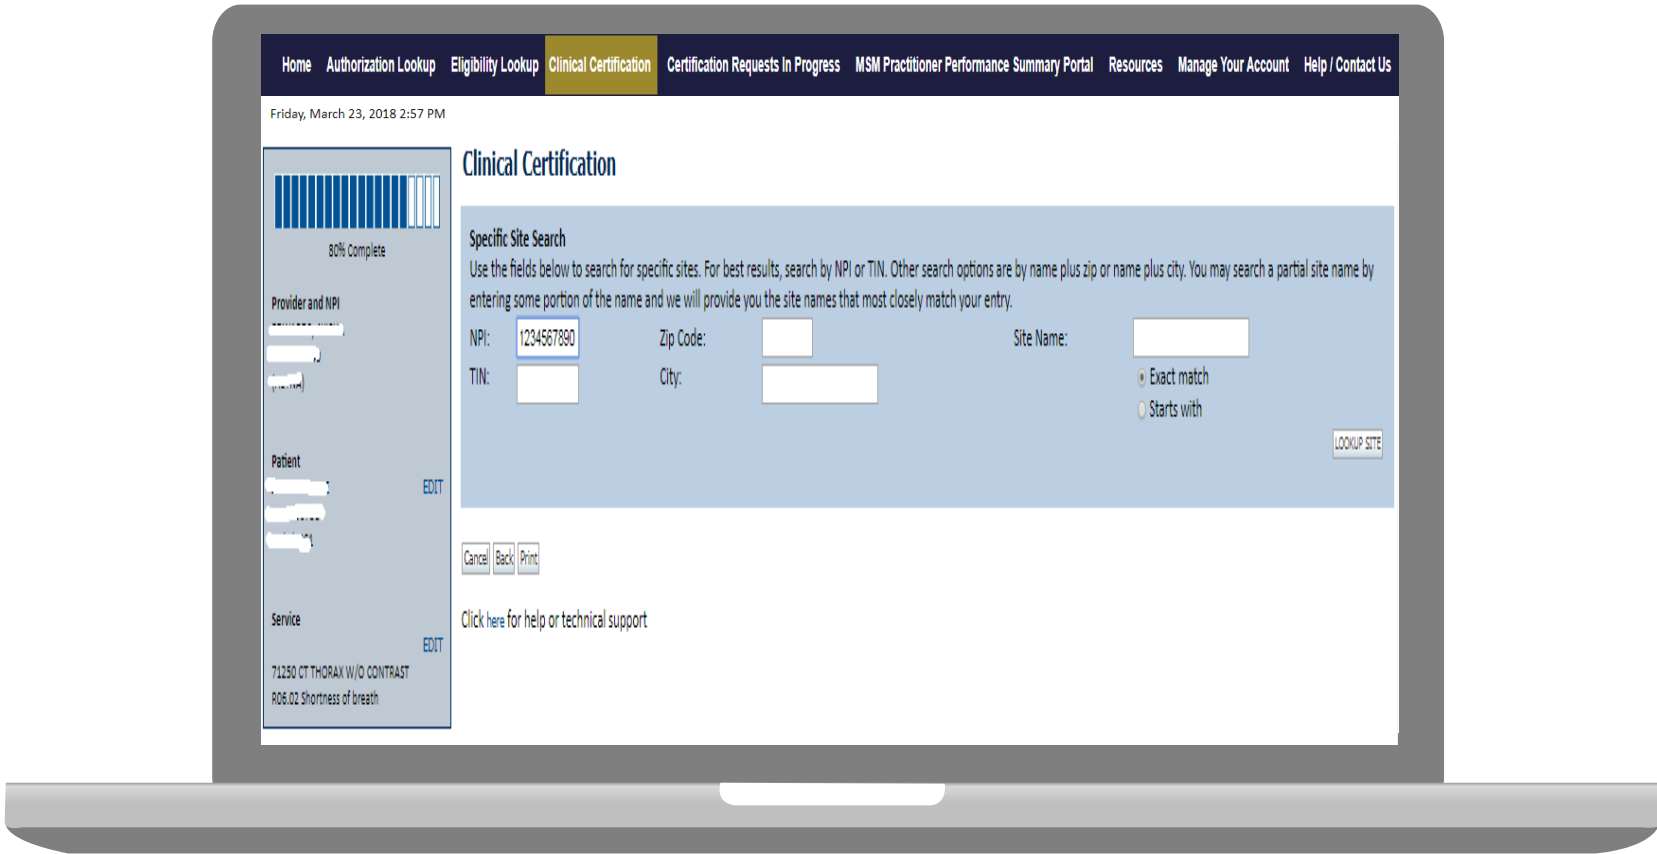 Home Authorization Lookup Eligibility Lookup Clinical Certification Certification Requests In Progress MSM Practitioner Performance Summary Portal Resources Manage Your Account Help / Contact Us
Friday, March 23, 2018 2:57 PM
80% Complete
Provider and NPI
Patient
EDIT
Service
EDIT
71250 CT THORAX W/O CONTRAST
R06.02 Shortness of breath
Clinical Certification
Specific Site Search
Use the fields below to search for specific sites. For best results, search by NPI or TIN. Other search options are by name plus zip or name plus city. You may search a partial site name by
entering some portion of the name and we will provide you the site names that most closely match your entry.
NPI: 1234567890 Zip Code: Site Name:
TIN: City: Exact match
Starts with
LOOKUP SITE
Cancel Back Print
Click here for help or technical support